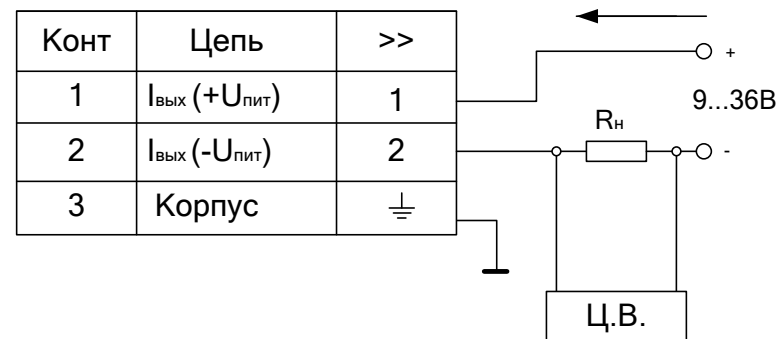 Конт Цепь >>
1 Iвых (+Uпит) 1
2 Iвых (-Uпит) 2
3 Корпус
+
9...36В
Rн
-
Ц.В.